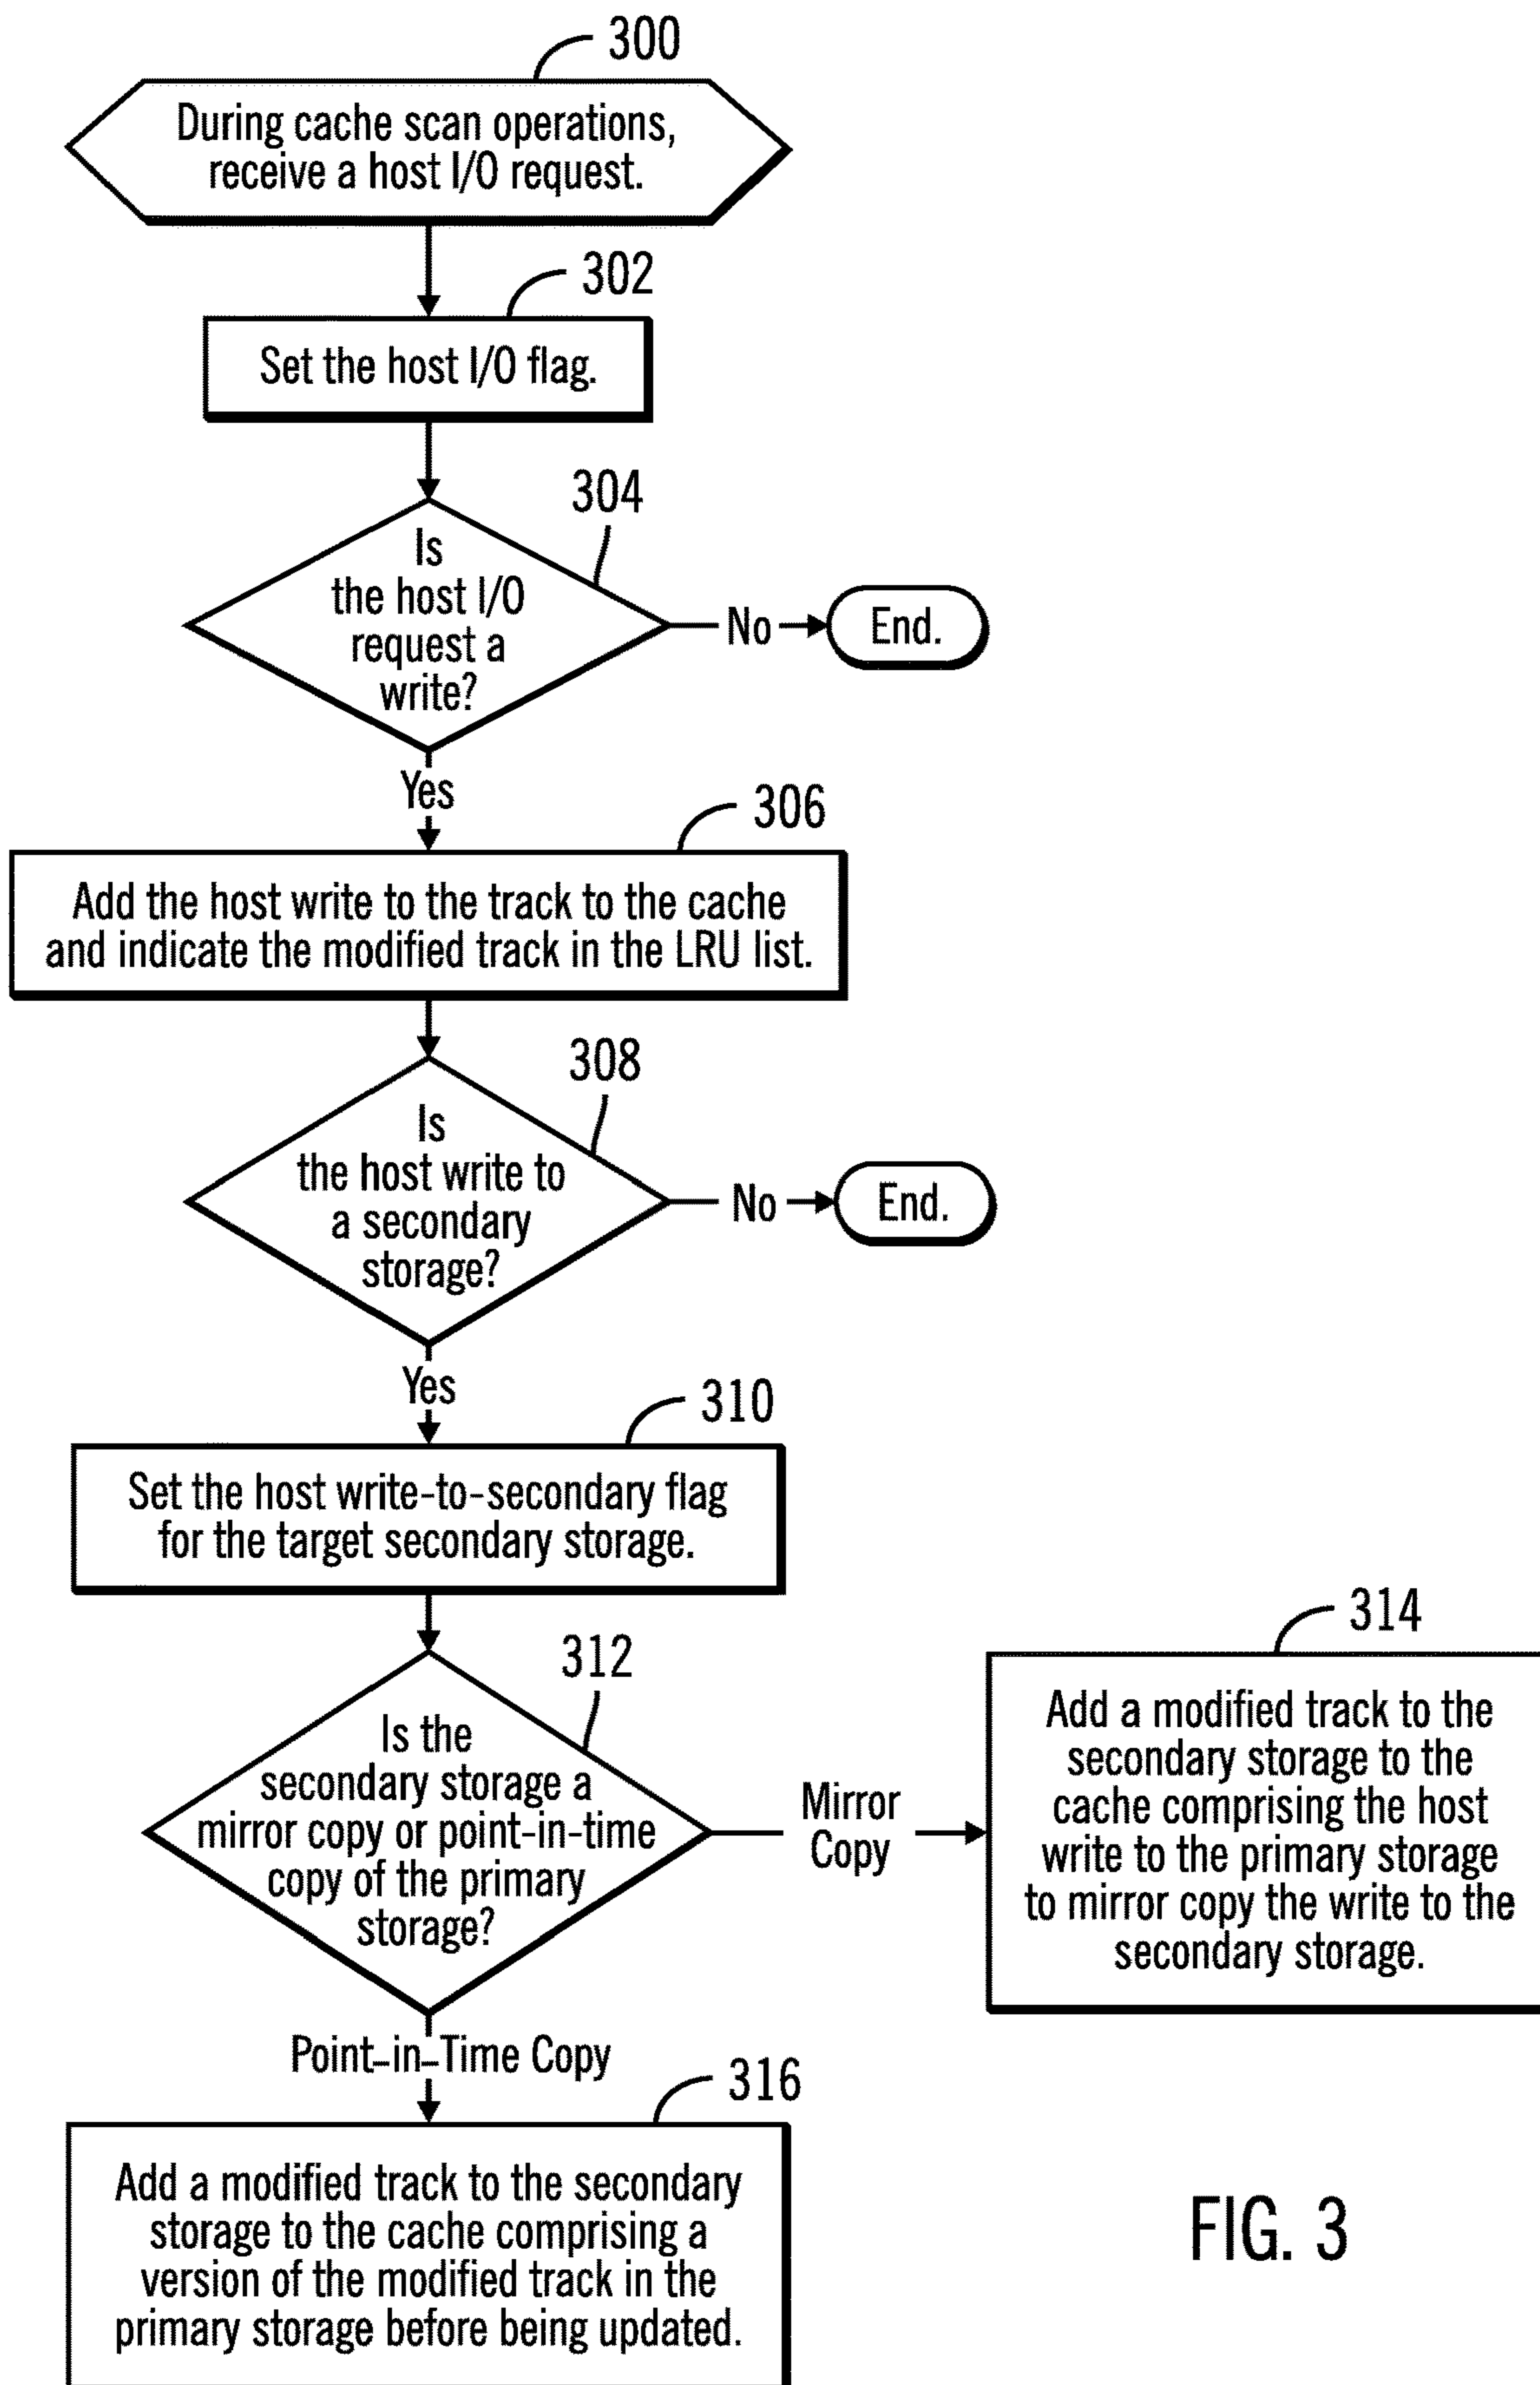 300
During cache scan operations,
receive a host I/O request.
302
Set the host I/O flag.
304
Is
the host I/O
request a
write?
No
End.
Yes
306
Add the host write to the track to the cache
and indicate the modified track in the LRU list.
308
Is
the host write to
a secondary
storage?
No
End.
Yes
310
Set the host write-to-secondary flag
for the target secondary storage.
312
Is the
secondary storage a
mirror copy or point-in-time
copy of the primary
storage?
Mirror
Copy
314
Add a modified track to the
secondary storage to the
cache comprising the host
write to the primary storage
to mirror copy the write to the
secondary storage.
Point-in-Time Copy
316
Add a modified track to the secondary
storage to the cache comprising a
version of the modified track in the
primary storage before being updated.
FIG. 3